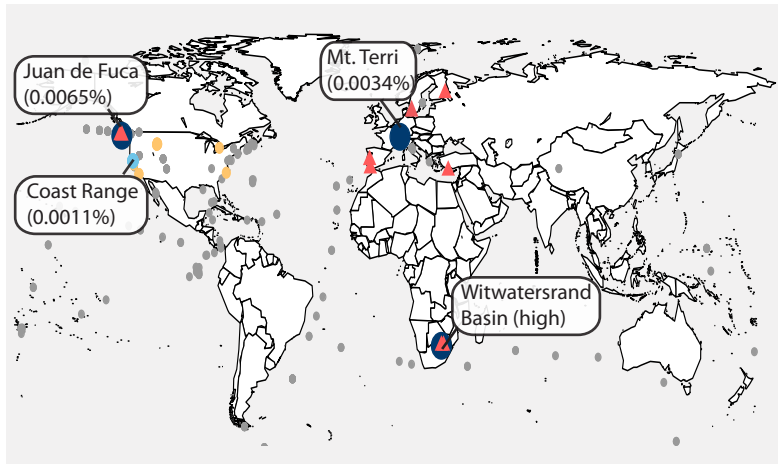 Mt. Terri
(0.0034%)
Juan de Fuca
(0.0065%)
Coast Range
(0.0011%)
Witwatersrand
Basin (high)